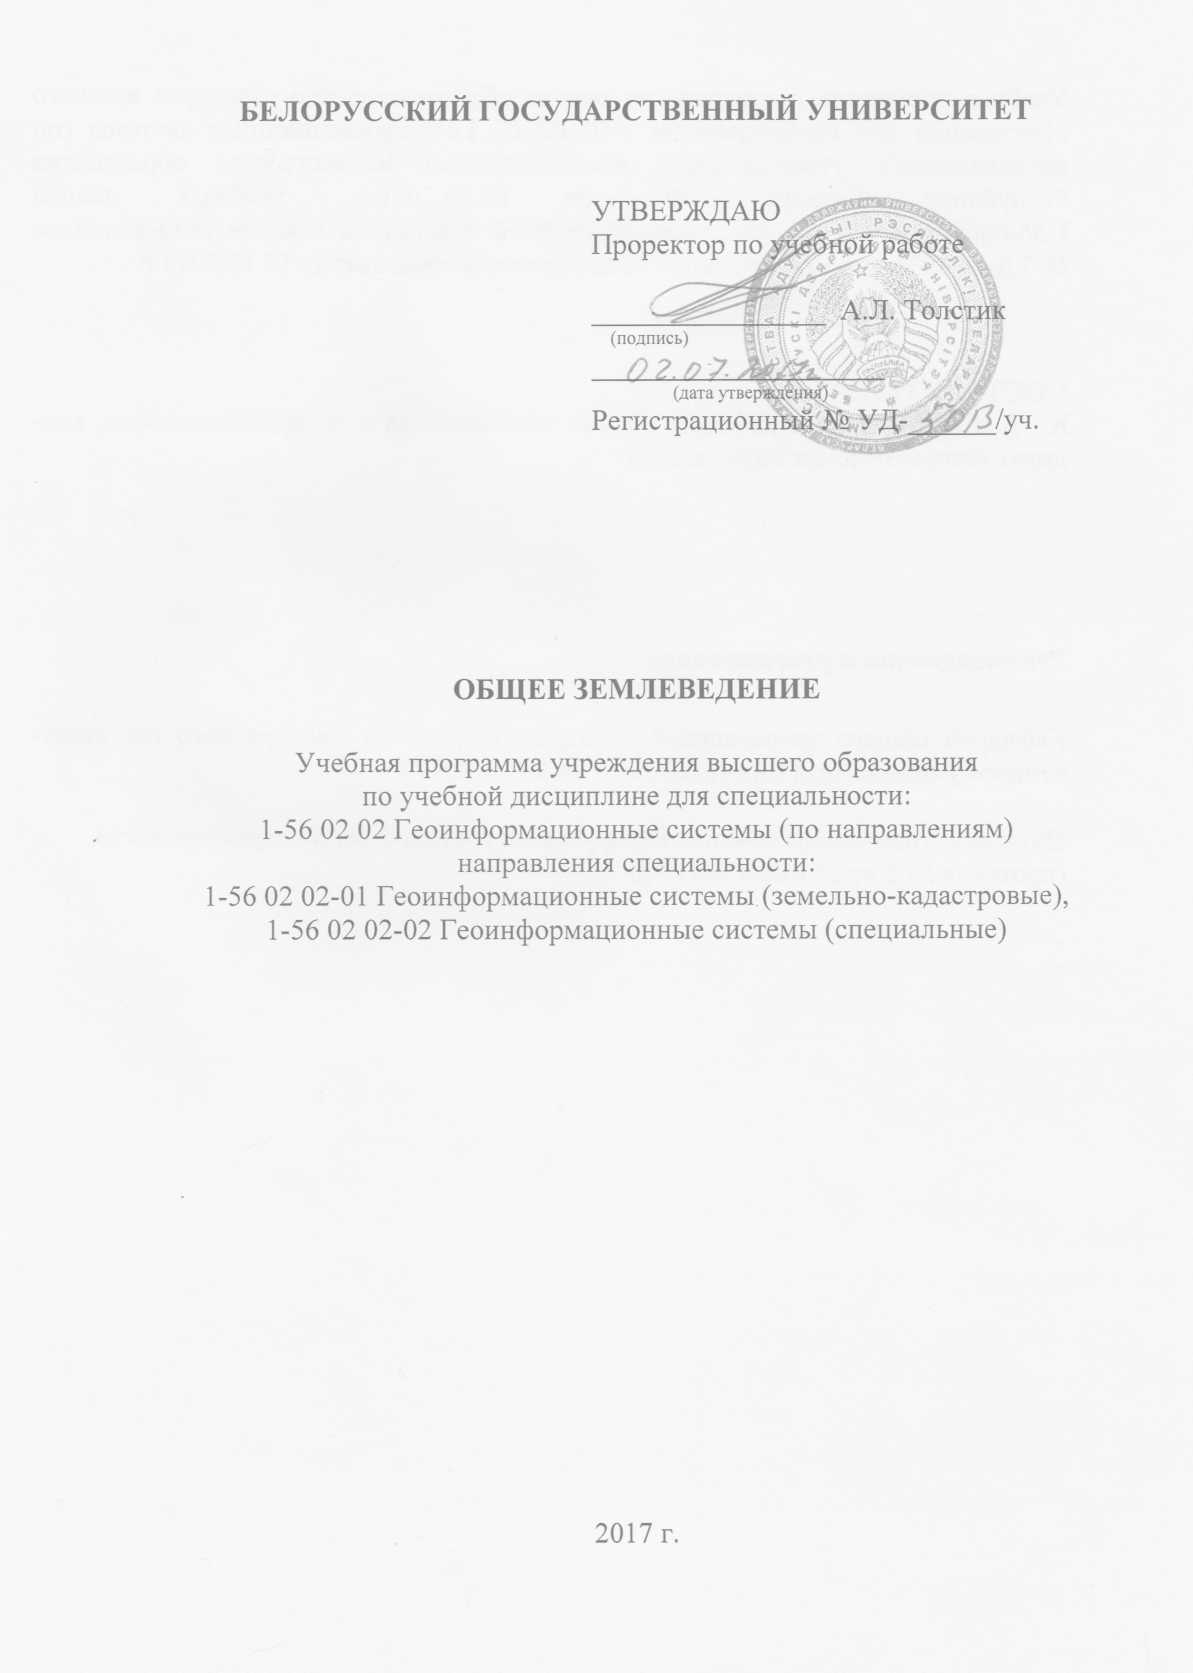 БЕЛОРУССКИЙ ГОСУДАРСТВЕННЫЙ УНИВЕРСИТЕТ
УТВЕРЖДАЮ
Проректор по учебной работе
А.Л. Толстик
(подпись)
02.07.2017г.
(дата утверждения)
Регистрационный № УД-______/уч.
ОБЩЕЕ ЗЕМЛЕВЕДЕНИЕ
Учебная программа учреждения высшего образования
по учебной дисциплине для специальности:
1-56 02 02 Геоинформационные системы (по направлениям)
направления специальности:
1-56 02 02-01 Геоинформационные системы (земельно-кадастровые),
1-56 02 02-02 Геоинформационные системы (специальные)
2017 г.